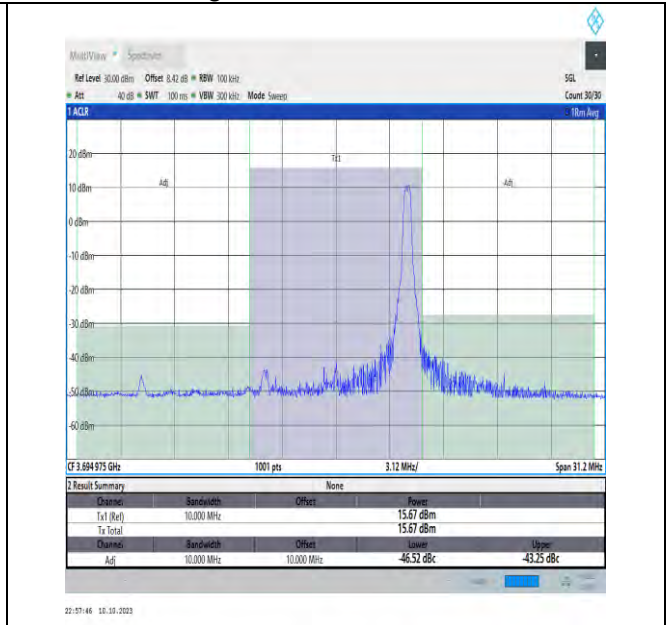 MultiView Spectrum
Ref Level 30.00 dBm Offset 8.42 dB RBW 100 kHz SGL
Att 40 dB SWT 100 ms VBW 300 kHz Mode Sweep Count 30/30
1 ACLR 1Rm Avg
Tx1
20 dBm
Adj Adj
10 dBm
0 dBm
-10 dBm
-20 dBm
-30 dBm
-40 dBm
-50 dBm
-60 dBm
CF 3.694 975 GHz 1001 pts 3.12 MHz/ Span 31.2 MHz
2 Result Summary None
Channel Bandwidth Offset Power
Tx1 (Ref) 10.000 MHz 15.67 dBm
Tx Total 15.67 dBm
Channel Bandwidth Offset Lower Upper
Adj 10.000 MHz 10.000 MHz -46.52 dBc -43.25 dBc
22:57:46 10.10.2023